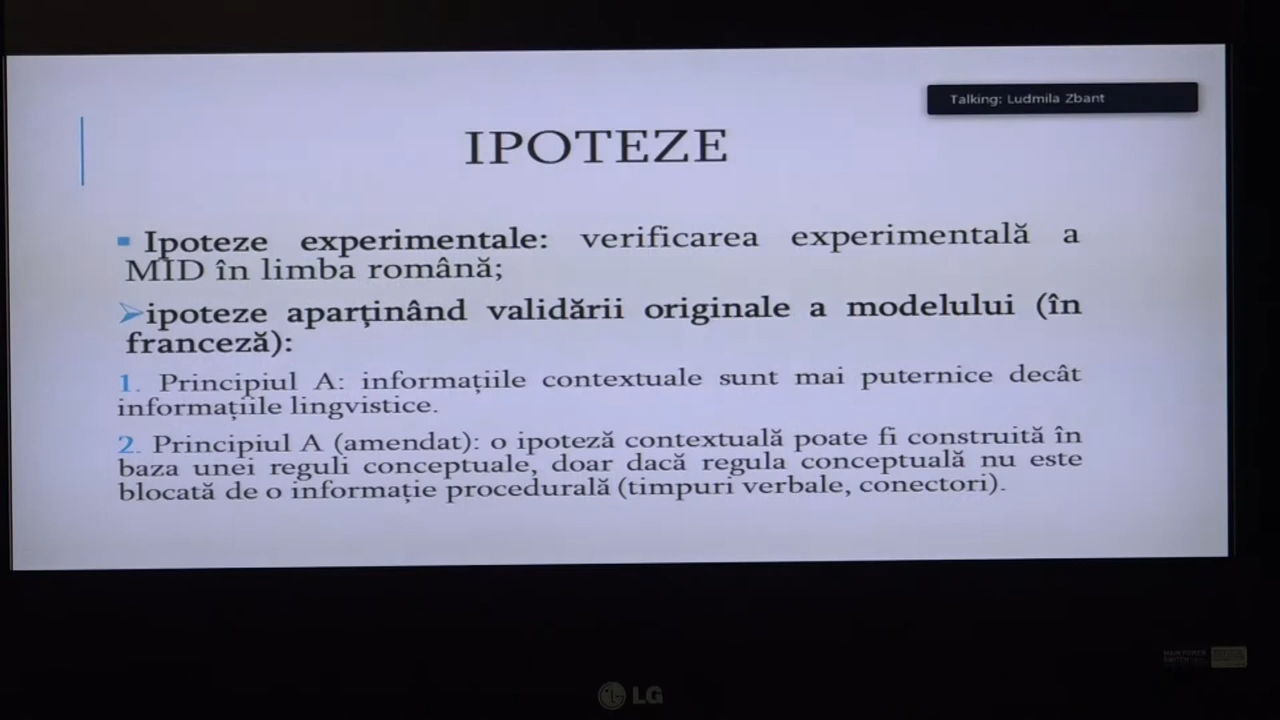 Talking: Ludmila Zbant
IPOTEZE
Ipoteze experimentale: verificarea experimentală a
MID în limba română;
ipoteze aparţinând validării originale a modelului (în
franceză):
1. Principiul A: informațiile contextuale sunt mai puternice decât
informațiile lingvistice.
2. Principiul A (amendat): o ipoteză contextuală poate fi construită în
baza unei reguli conceptuale, doar dacă regula conceptuală nu este
blocată de o informație procedurală (timpuri verbale, conectori).
LG